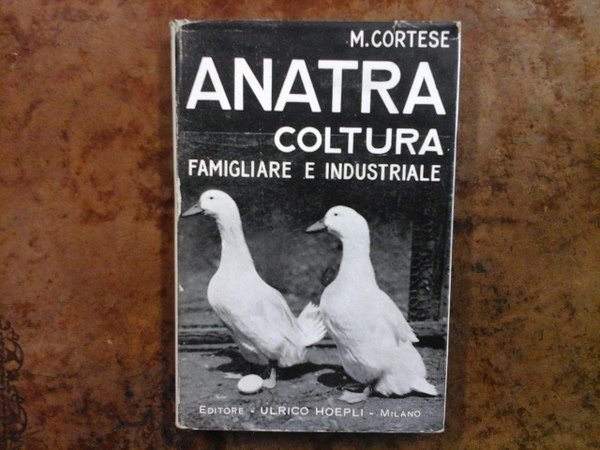 M. CORTESE
ANATRA
COLTURA
FAMIGLIARE E INDUSTRIALE
EDITORE - ULRICO HOEPLI - MILANO